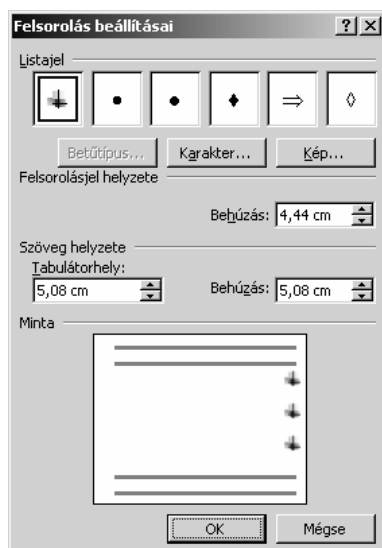 Felsorolás beállításai
Listajel
Betűtípus... Karakter... Kép...
Felsorolásjel helyzete
Behúzás: 4,44 cm
Szöveg helyzete
Tabulátorhely:
5,08 cm Behúzás: 5,08 cm
Minta
OK Mégse